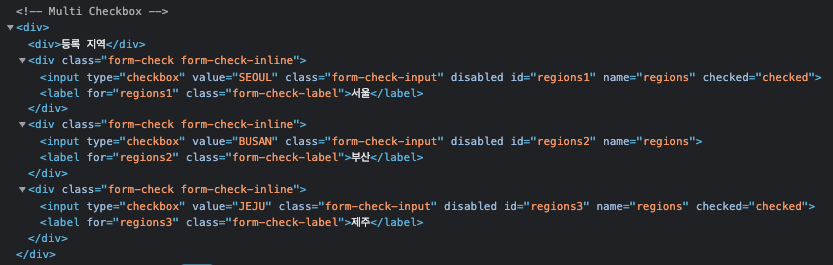 <!-- Multi Checkbox -->
<div>
<div>등록 지역</div>
<div class="form-check form-check-inline">
<input type="checkbox" value="SEOUL" class="form-check-input" disabled id="regions1" name="regions" checked="checked">
<label for="regions1" class="form-check-label">서울</label>
</div>
<div class="form-check form-check-inline">
<input type="checkbox" value="BUSAN" class="form-check-input" disabled id="regions2" name="regions">
<label for="regions2" class="form-check-label">부산</label>
</div>
<div class="form-check form-check-inline">
<input type="checkbox" value="JEJU" class="form-check-input" disabled id="regions3" name="regions" checked="checked">
<label for="regions3" class="form-check-label">제주</label>
</div>
</div>